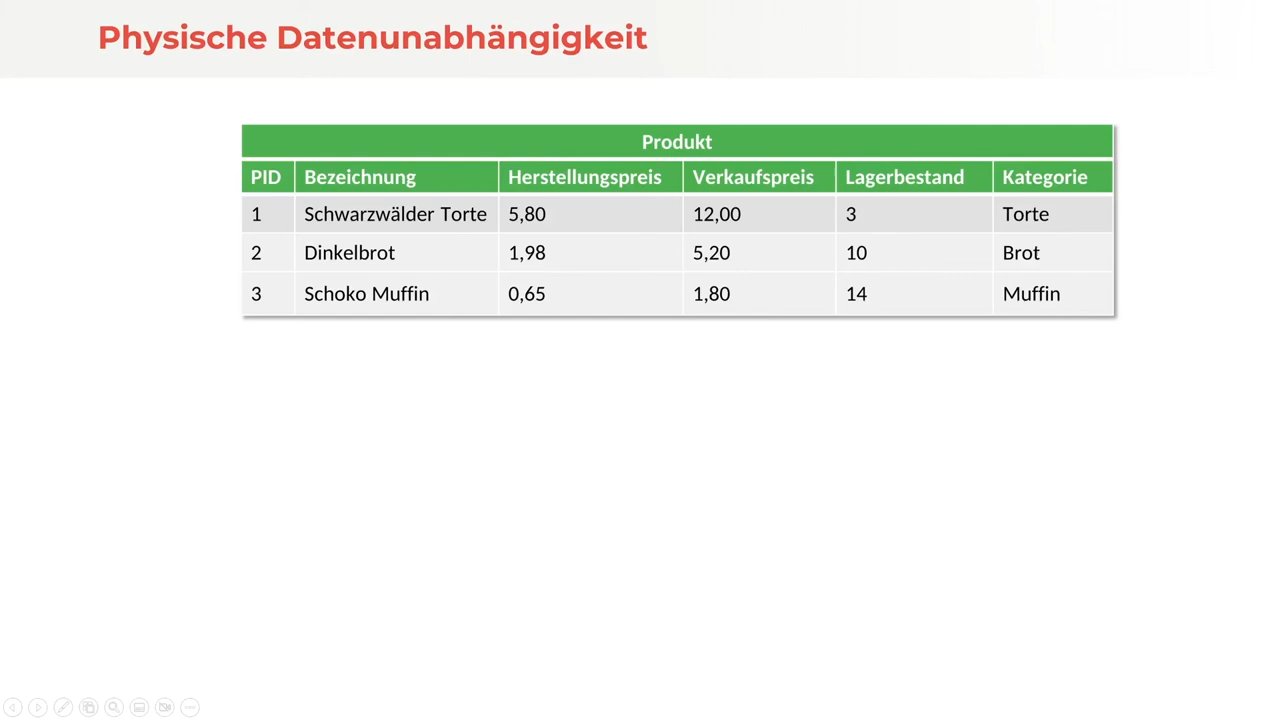 Physische Datenunabhängigkeit
Produkt
PID Bezeichnung Herstellungspreis Verkaufspreis Lagerbestand Kategorie
1 Schwarzwälder Torte 5,80 12,00 3 Torte
2 Dinkelbrot 1,98 5,20 10 Brot
3 Schoko Muffin 0,65 1,80 14 Muffin